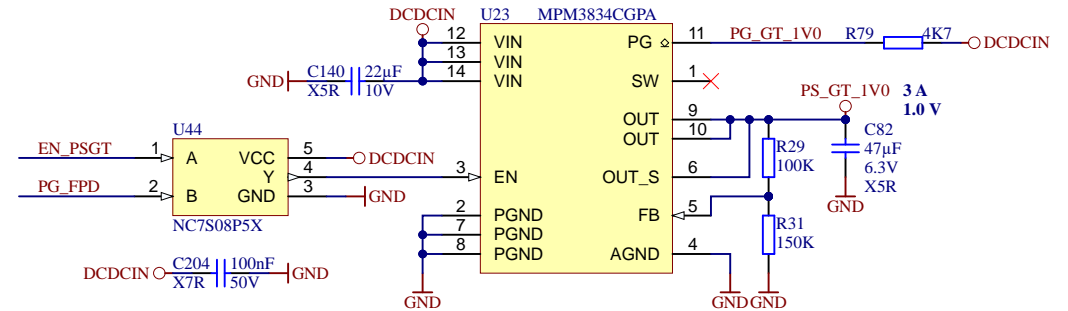 DCDCIN
U23 MPM3834CGPA
12 VIN
13 VIN
14 VIN
PG 11 PG_GT_1V0 R79 4K7 DCDCIN
SW 1
GND C140 22µF
X5R 10V
PS_GT_1V0 3 A
1.0 V
OUT 9
OUT 10
C82
47µF
6.3V
X5R
GND
R29
100K
U44
EN_PSGT 1 A
VCC 5 DCDCIN
Y 4
PG_FPD 2 B
GND 3 GND
NC7S08P5X
3 EN
OUT_S 6
2 PGND
7 PGND
8 PGND
FB 5
R31
150K
AGND 4
DCDCIN C204 100nF GND
X7R 50V
GND
GND
GND